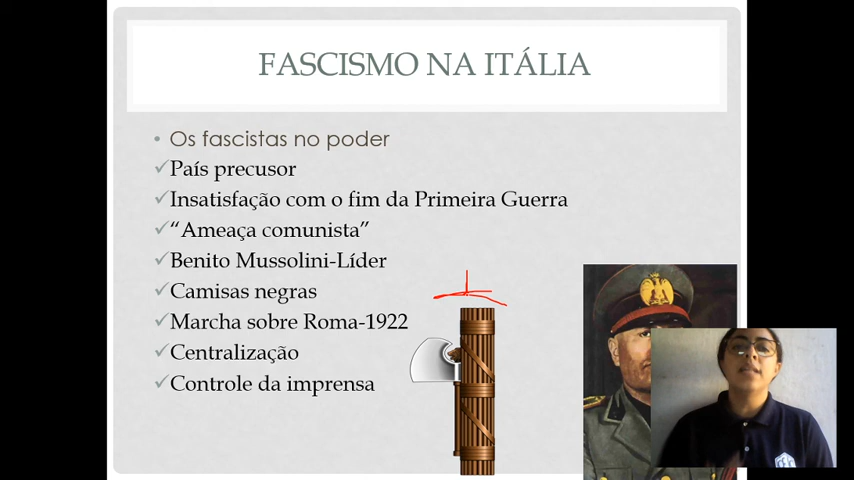 FASCISMO NA ITÁLIA
Os fascistas no poder
País precusor
Insatisfação com o fim da Primeira Guerra
“Ameaça comunista”
Benito Mussolini-Líder
Camisas negras
Marcha sobre Roma-1922
Centralização
Controle da imprensa